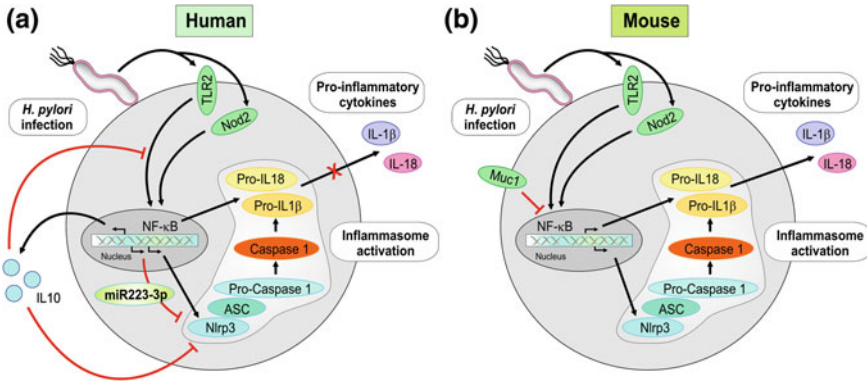 (a)
Human
TLR2
Nod2
H. pylori
infection
Pro-inflammatory
cytokines
IL-1β
IL-18
Pro-IL18
Pro-IL1β
NF-κB
Nucleus
Caspase 1
Inflammasome
activation
IL10
miR223-3p
Pro-Caspase 1
ASC
Nlrp3
(b)
Mouse
TLR2
Nod2
H. pylori
infection
Pro-inflammatory
cytokines
IL-1β
IL-18
Muc1
Pro-IL18
Pro-IL1β
NF-κB
Nucleus
Caspase 1
Inflammasome
activation
Pro-Caspase 1
ASC
Nlrp3